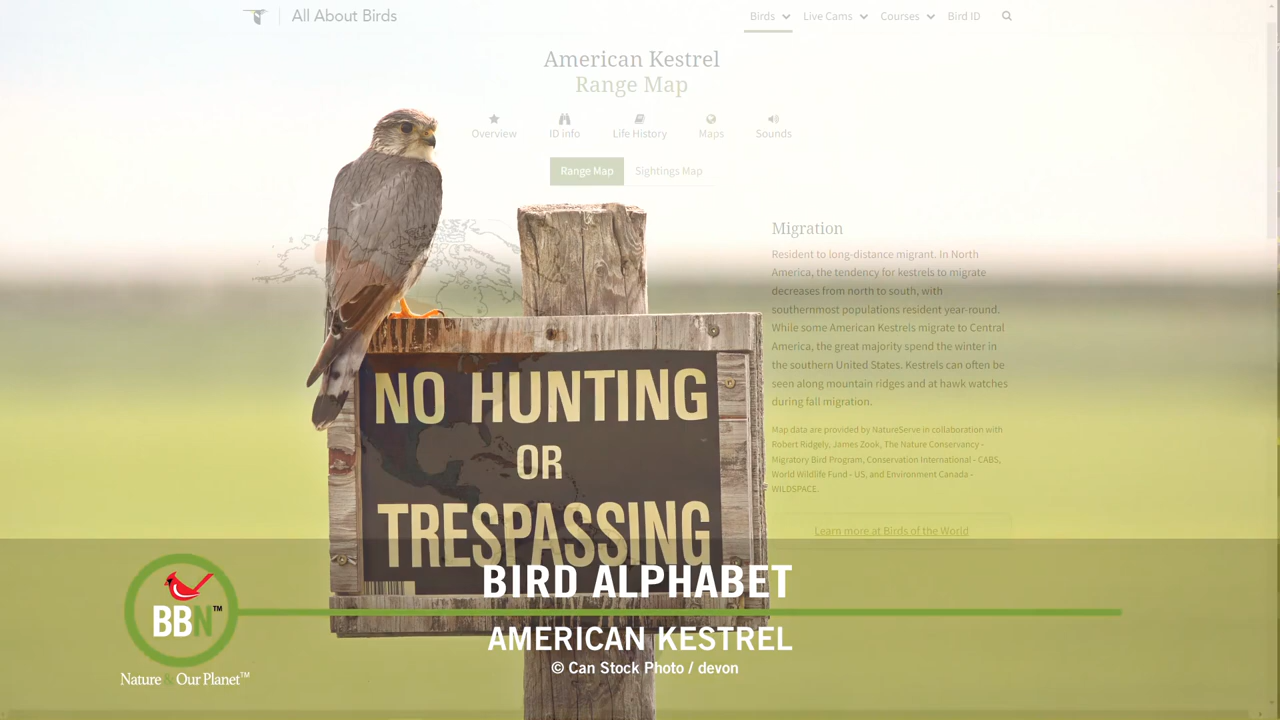 All About Birds
Birds
Live Cams
Courses
Bird ID
American Kestrel
Range Map
Overview
ID info
Life History
Maps
Sounds
Range Map
Sightings Map
Migration
Resident to long-distance migrant. In North
America, the tendency for kestrels to migrate
decreases from north to south, with
southernmost populations resident year-round.
While some American Kestrels migrate to Central
America, the great majority spend the winter in
the southern United States. Kestrels can often be
seen along mountain ridges and at hawk watches
during fall migration.
Map data are provided by NatureServe in collaboration with
Robert Ridgely, James Zook, The Nature Conservancy -
Migratory Bird Program, Conservation International - CABS,
World Wildlife Fund - US, and Environment Canada -
WILDSPACE.
Learn more at Birds of the World
NO HUNTING
OR
TRESPASSING
BIRD ALPHABET
AMERICAN KESTREL
© Can Stock Photo / devon
BBN™
Nature & Our Planet™